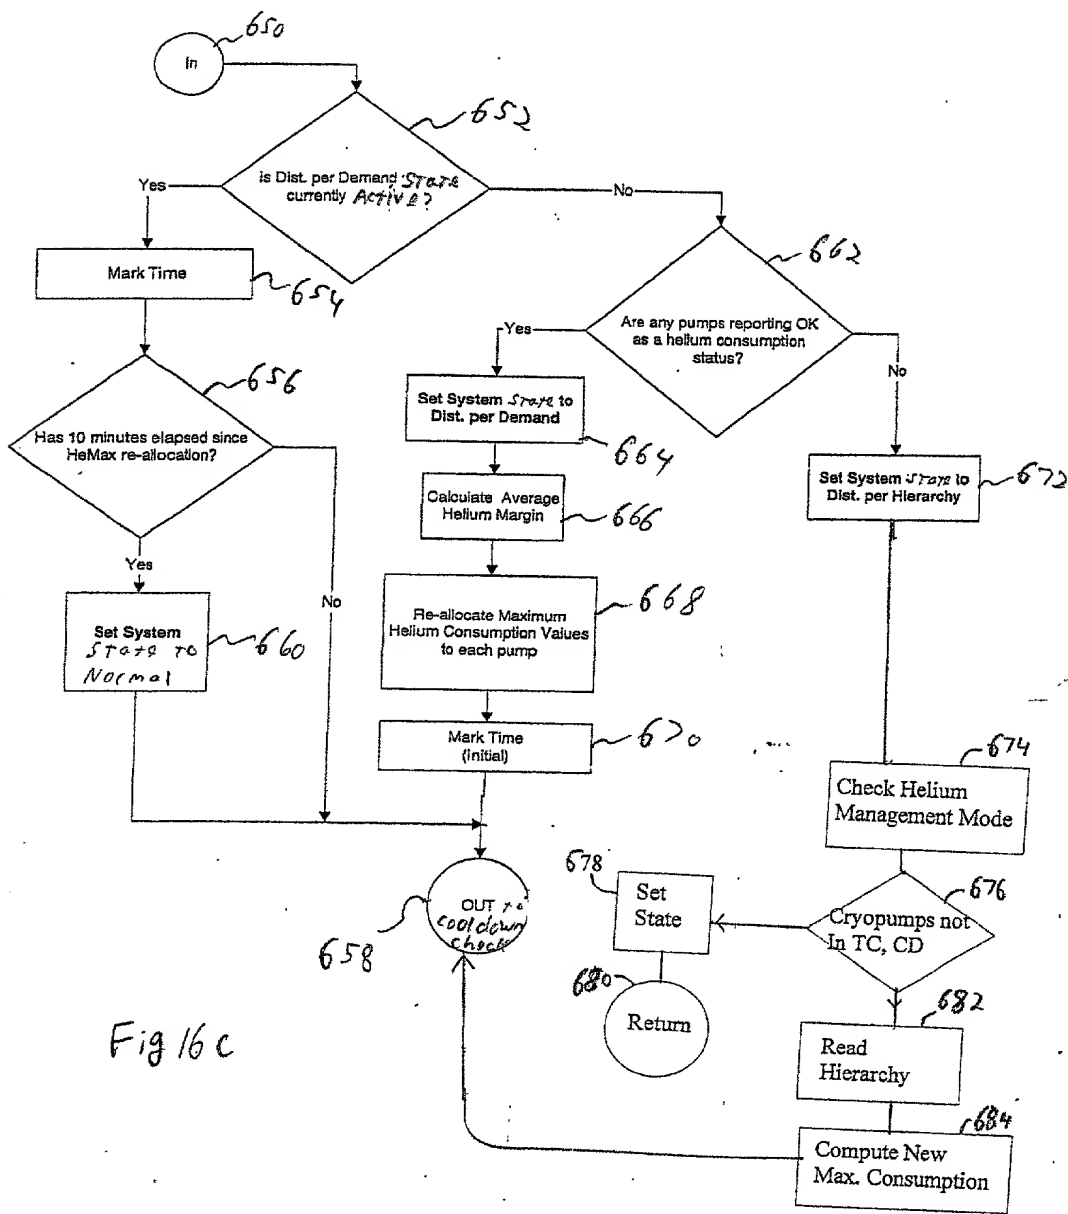 650
In
652
is Dist. per Demand State
currently Active?
Yes
No
662
Mark Time
654
Are any pumps reporting OK
as a helium consumption
status?
Yes
No
656
Has 10 minutes elapsed since
HeMax re-allocation?
Set System State to
Dist. per Demand
664
Set System State to
Dist. per Hierarchy
672
Calculate Average
Helium Margin
666
Yes
No
Set System
State to
Normal
660
Re-allocate Maximum
Helium Consumption Values
to each pump
668
Mark Time
(initial)
670
674
Check Helium
Management Mode
676
Cryopumps not
In TC, CD
678
Set
State
OUT to
cooldown
check
658
680
Return
682
Read
Hierarchy
684
Compute New
Max. Consumption
Fig 16c